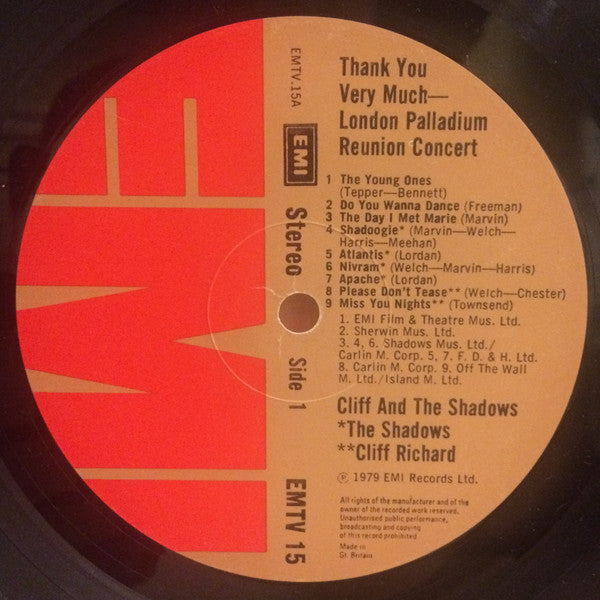 Thank You
Very Much—
London Palladium
Reunion Concert
1 The Young Ones
(Tepper—Bennett)
2 Do You Wanna Dance (Freeman)
3 The Day I Met Marie (Marvin)
4 Shadoogie* (Marvin—Welch—
Harris—Meehan)
5 Atlantis* (Lordan)
6 Nivram* (Welch—Marvin—Harris)
7 Apache* (Lordan)
8 Please Don't Tease** (Welch—Chester)
9 Miss You Nights** (Townsend)
1. EMI Film & Theatre Mus. Ltd.
2. Sherwin Mus. Ltd.
3. 4, 6. Shadows Mus. Ltd./
Carlin M. Corp. 5, 7. F. D. & H. Ltd.
8. Carlin M. Corp. 9. Off The Wall
M. Ltd./Island M. Ltd.
Cliff And The Shadows
*The Shadows
**Cliff Richard
Ⓟ 1979 EMI Records Ltd.
All rights of the manufacturer and of the
owner of the recorded work reserved.
Unauthorised public performance,
broadcasting and copying
of this record prohibited
Made in
Gt. Britain
EMTV.15A
EMI
Stereo
Side 1
EMTV 15
EMI